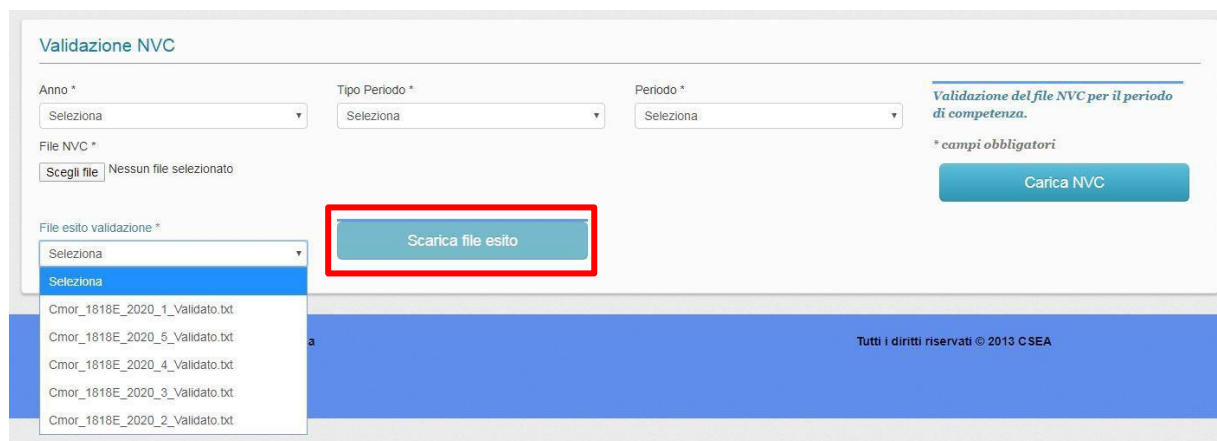 Validazione NVC
Anno *
Tipo Periodo *
Periodo *
Seleziona
Seleziona
Seleziona
Validazione del file NVC per il periodo
di competenza.
* campi obbligatori
File NVC *
Scegli file Nessun file selezionato
Carica NVC
File esito validazione *
Seleziona
Scarica file esito
Seleziona
Cmor_1818E_2020_1_Validato.txt
Cmor_1818E_2020_5_Validato.txt
Cmor_1818E_2020_4_Validato.txt
Cmor_1818E_2020_3_Validato.txt
Cmor_1818E_2020_2_Validato.txt
a
Tutti i diritti riservati © 2013 CSEA